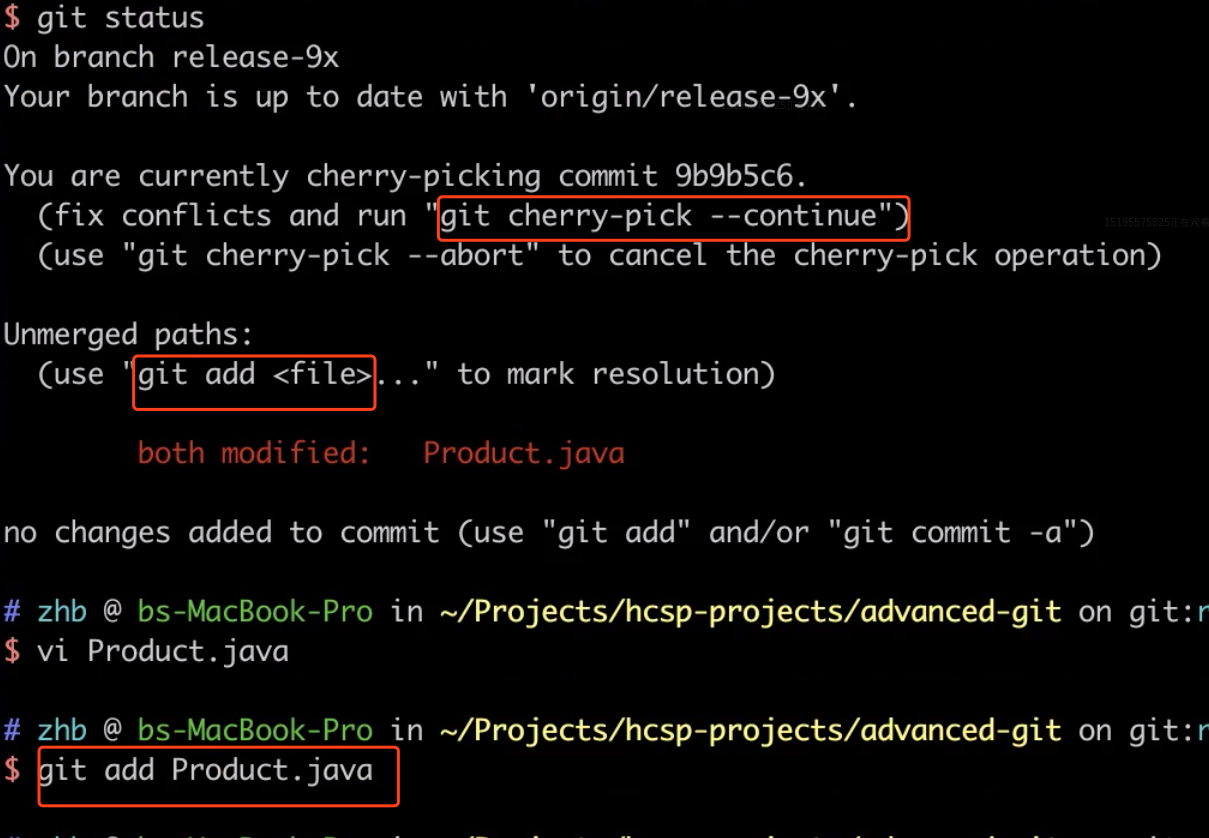 $ git status
On branch release-9x
Your branch is up to date with 'origin/release-9x'.
You are currently cherry-picking commit 9b9b5c6.
(fix conflicts and run "git cherry-pick --continue")
(use "git cherry-pick --abort" to cancel the cherry-pick operation)
Unmerged paths:
(use "git add <file>..." to mark resolution)
both modified: Product.java
no changes added to commit (use "git add" and/or "git commit -a")
# zhb @ bs-MacBook-Pro in ~/Projects/hcsp-projects/advanced-git on git:r
$ vi Product.java
# zhb @ bs-MacBook-Pro in ~/Projects/hcsp-projects/advanced-git on git:r
$ git add Product.java